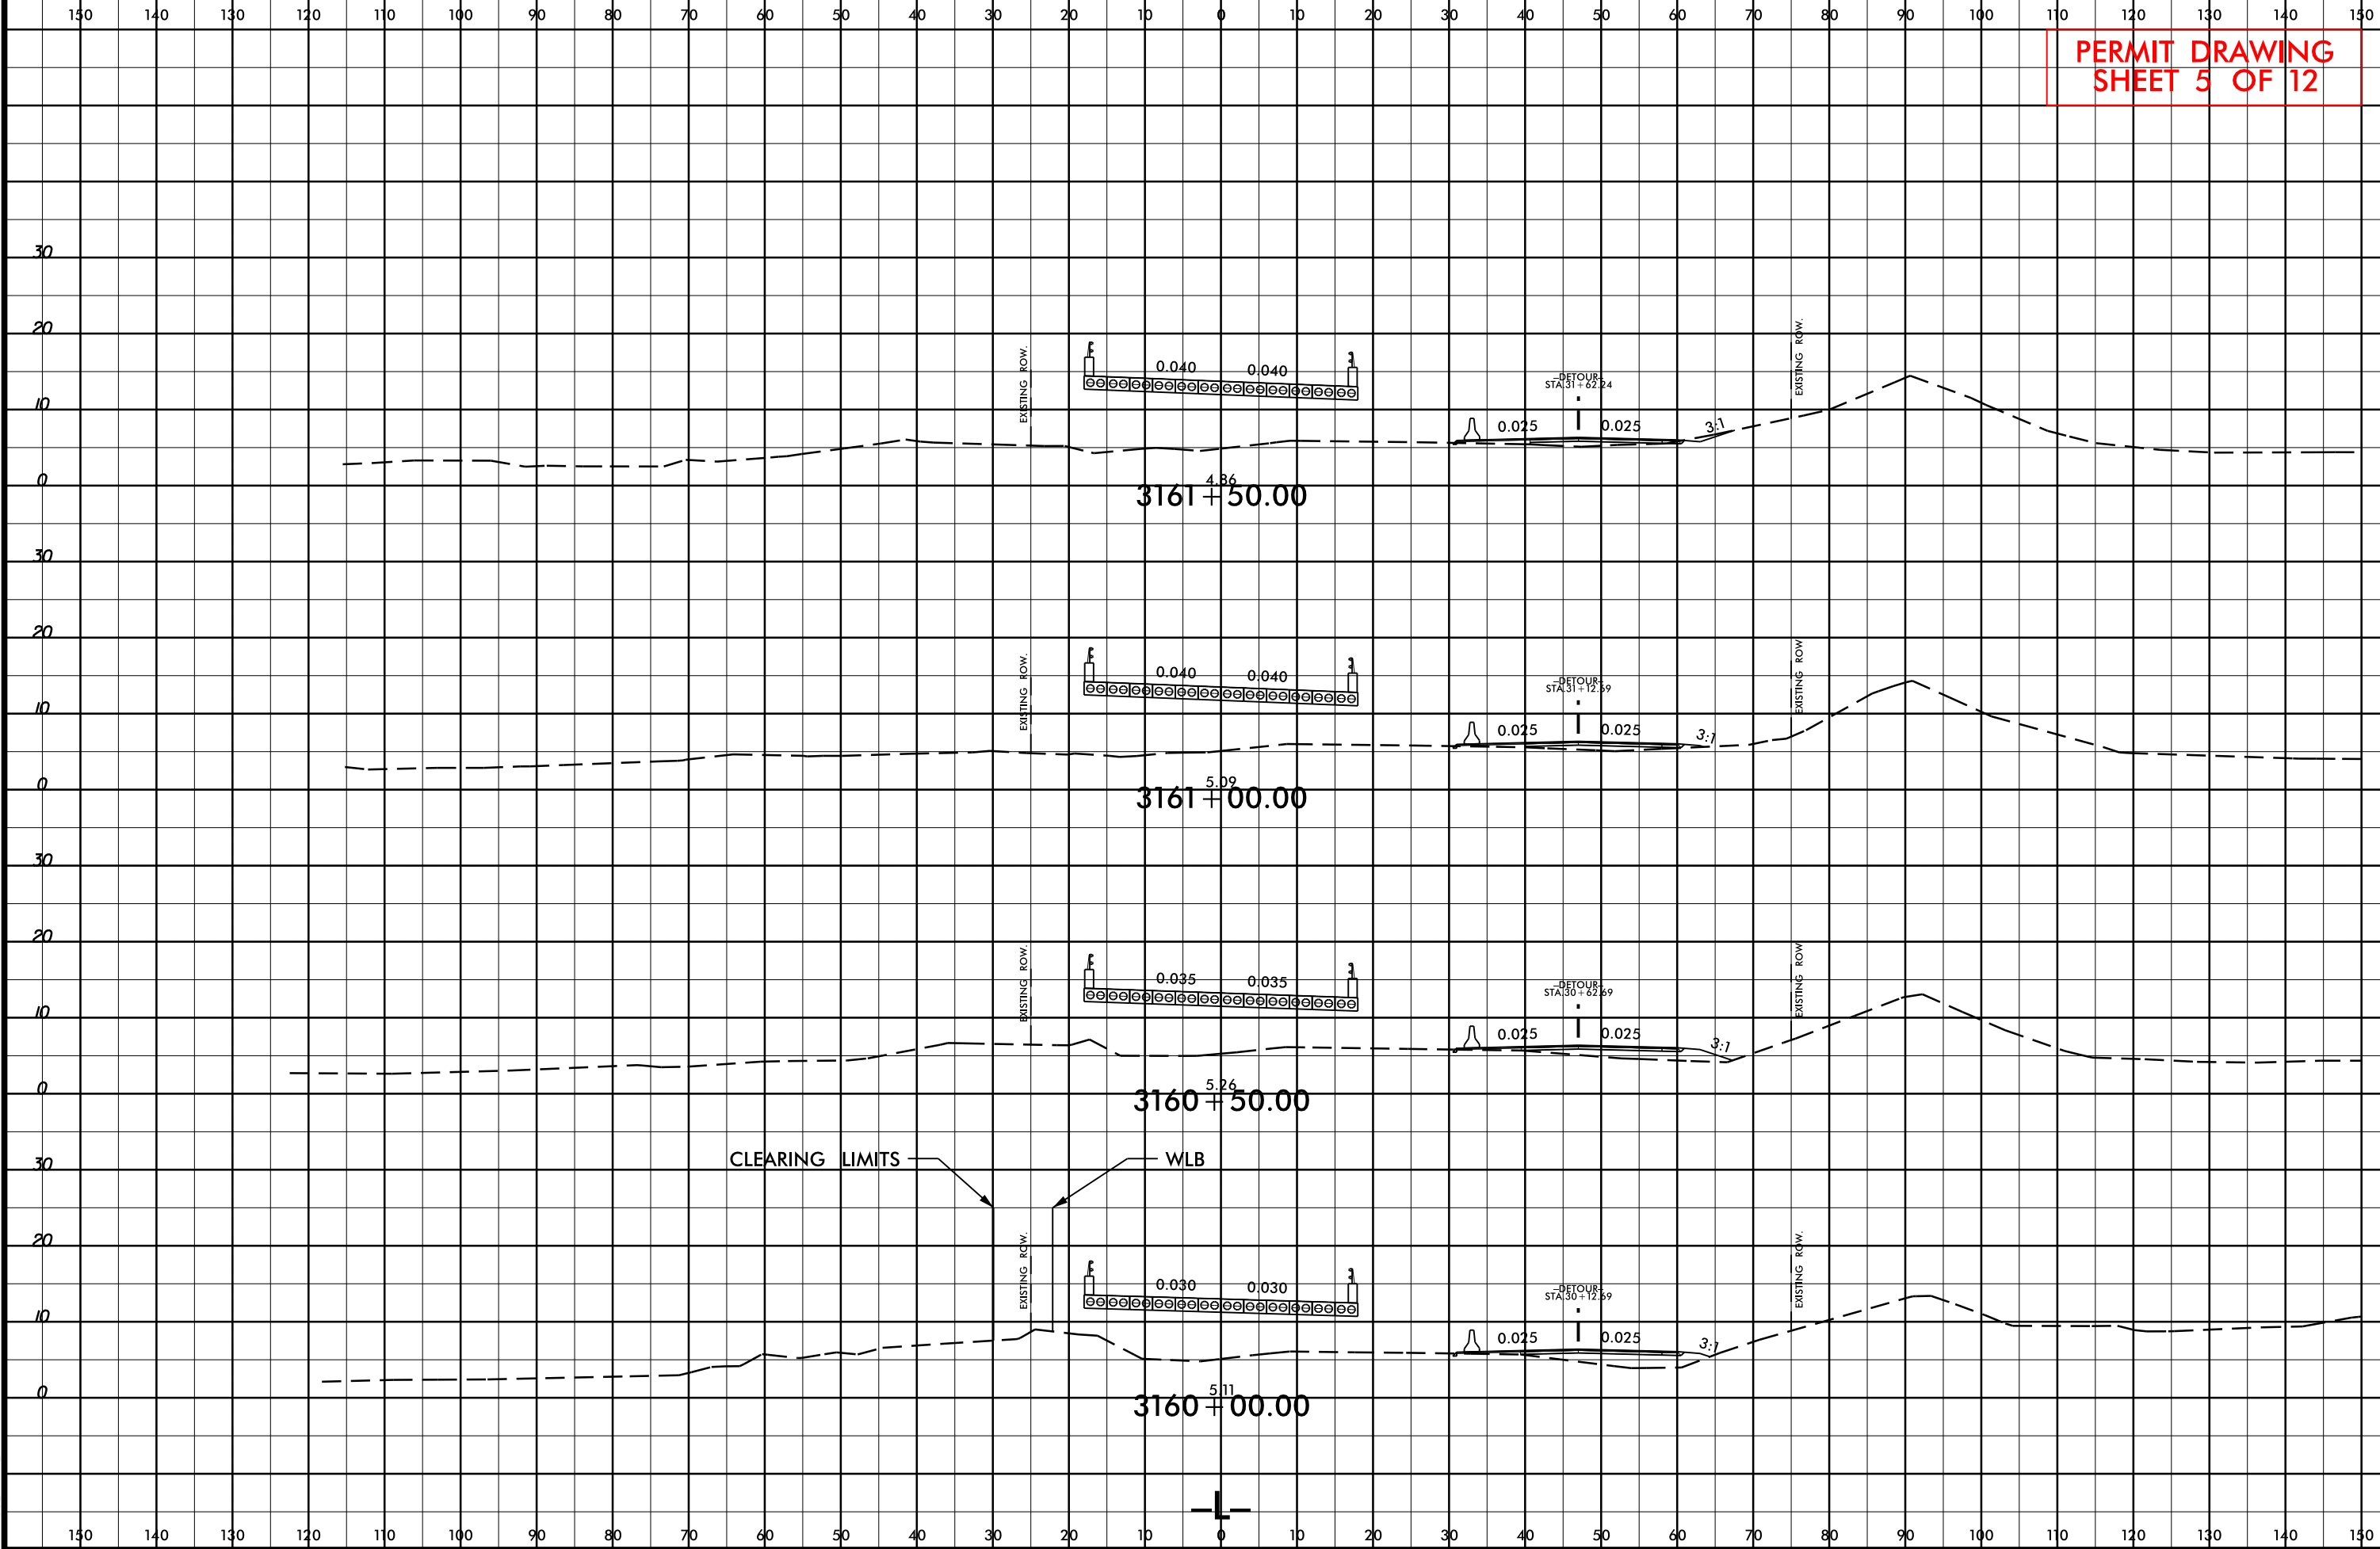 150 140 130 120 110 100 90 80 70 60 50 40 30 20 10 0 10 20 30 40 50 60 70 80 90 100 110 120 130 140 150
PERMIT DRAWING
SHEET 5 OF 12
30
20
EXISTING ROW.
EXISTING ROW.
0.040 0.040
-DETOUR-
STA.31+62.24
10
0.025 0.025 3:1
0
4.86
3161+50.00
30
20
EXISTING ROW.
EXISTING ROW
0.040 0.040
-DETOUR-
STA.31+12.69
10
0.025 0.025 3:1
0
5.09
3161+00.00
30
20
EXISTING ROW.
EXISTING ROW
0.035 0.035
-DETOUR-
STA.30+62.69
10
0.025 0.025 3:1
0
5.26
3160+50.00
30
CLEARING LIMITS WLB
20
EXISTING ROW.
EXISTING ROW.
0.030 0.030
-DETOUR-
STA.30+12.69
10
0.025 0.025 3:1
0
5.11
3160+00.00
-L-
150 140 130 120 110 100 90 80 70 60 50 40 30 20 10 0 10 20 30 40 50 60 70 80 90 100 110 120 130 140 150